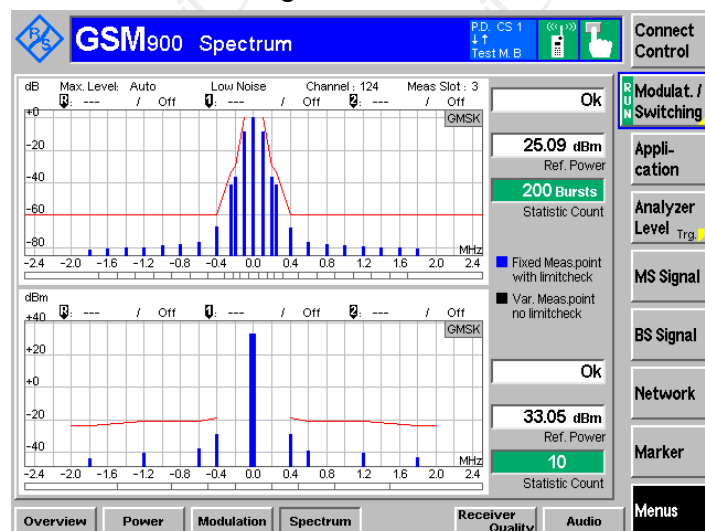 R&S GSM900 Spectrum
P.D. CS 1
Test M. B
Connect Control
dB Max. Level: Auto Low Noise Channel : 124 Meas Slot : 3
R: --- / Off 1: --- / Off 2: --- / Off
+0
GMSK
-20
-40
-60
-80
MHz
-2.4 -2.0 -1.6 -1.2 -0.8 -0.4 0.0 0.4 0.8 1.2 1.6 2.0 2.4
Ok
25.09 dBm
Ref. Power
200 Bursts
Statistic Count
Fixed Meas.point
with limitcheck
Var. Meas.point
no limitcheck
dBm
R: --- / Off 1: --- / Off 2: --- / Off
+40
GMSK
+20
+0
-20
-40
MHz
-2.4 -2.0 -1.6 -1.2 -0.8 -0.4 0.0 0.4 0.8 1.2 1.6 2.0 2.4
Ok
33.05 dBm
Ref. Power
10
Statistic Count
RUN
Modulat. /
Switching
Appli-
cation
Analyzer
Level Trg.
MS Signal
BS Signal
Network
Marker
Menus
Overview Power Modulation Spectrum Receiver Quality Audio